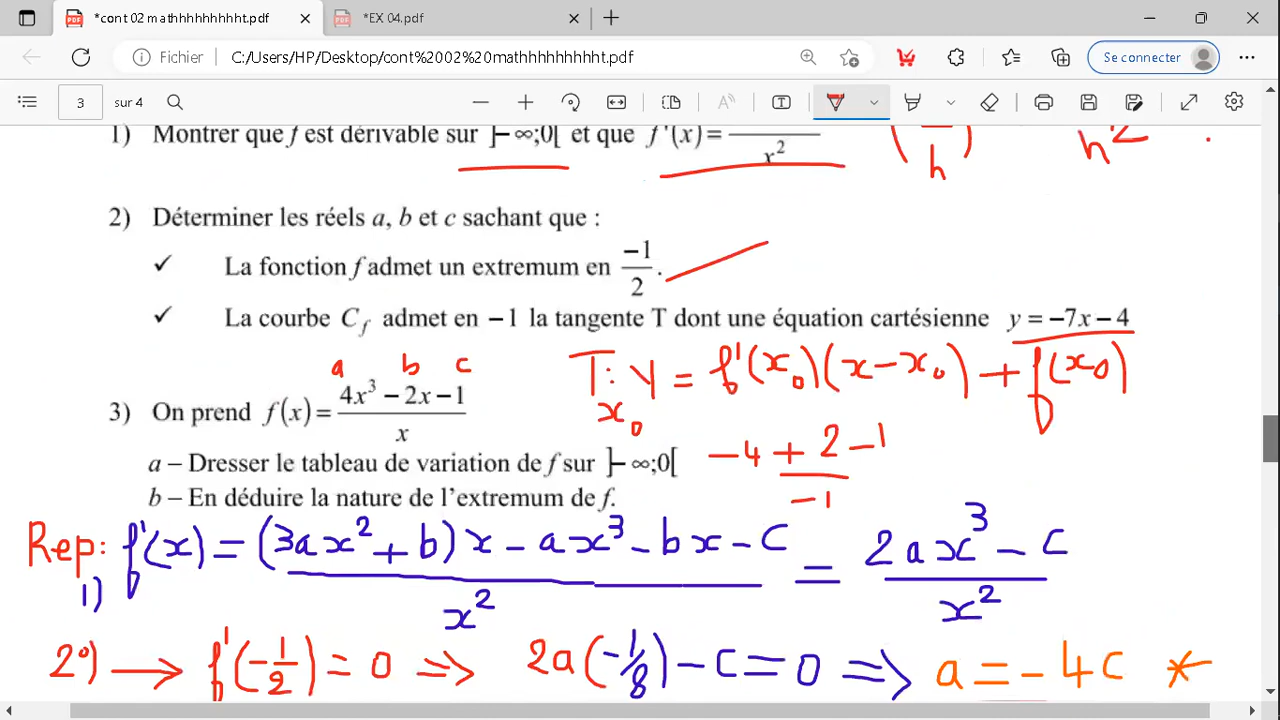 *cont 02 mathhhhhhhhht.pdf
*EX 04.pdf
Fichier C:/Users/HP/Desktop/cont%2002%20mathhhhhhhhht.pdf
Se connecter
3 sur 4
1) Montrer que f est dérivable sur ]-∞;0[ et que f'(x) = / x²
h h² .
2) Déterminer les réels a, b et c sachant que :
✓ La fonction f admet un extremum en -1/2.
✓ La courbe Cf admet en -1 la tangente T dont une équation cartésienne y = -7x - 4
a b c
T: y = f'(x₀)(x - x₀) + f(x₀)
x₀
3) On prend f(x) = (4x³ - 2x - 1)/x
(-4 + 2 - 1)/-1
a – Dresser le tableau de variation de f sur ]-∞;0[
b – En déduire la nature de l'extremum de f.
Rep: 1) f'(x) = ((3ax² + b)x - ax³ - bx - c)/x² = (2ax³ - c)/x²
2°) → f'(-1/2) = 0 ⇒ 2a(-1/8) - c = 0 ⇒ a = -4c *